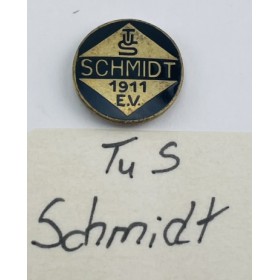 TUS
SCHMIDT
1911
E.V.
Tu S
Schmidt